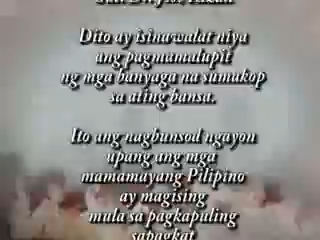 Dito ay isinawalat niya
ang pagmamalupit
ng mga banyaga na sumakop
sa ating bansa.
Ito ang nagbunsod ngayon
upang ang mga
mamamayang Pilipino
ay magising
mula sa pagkapuling
sapagkat